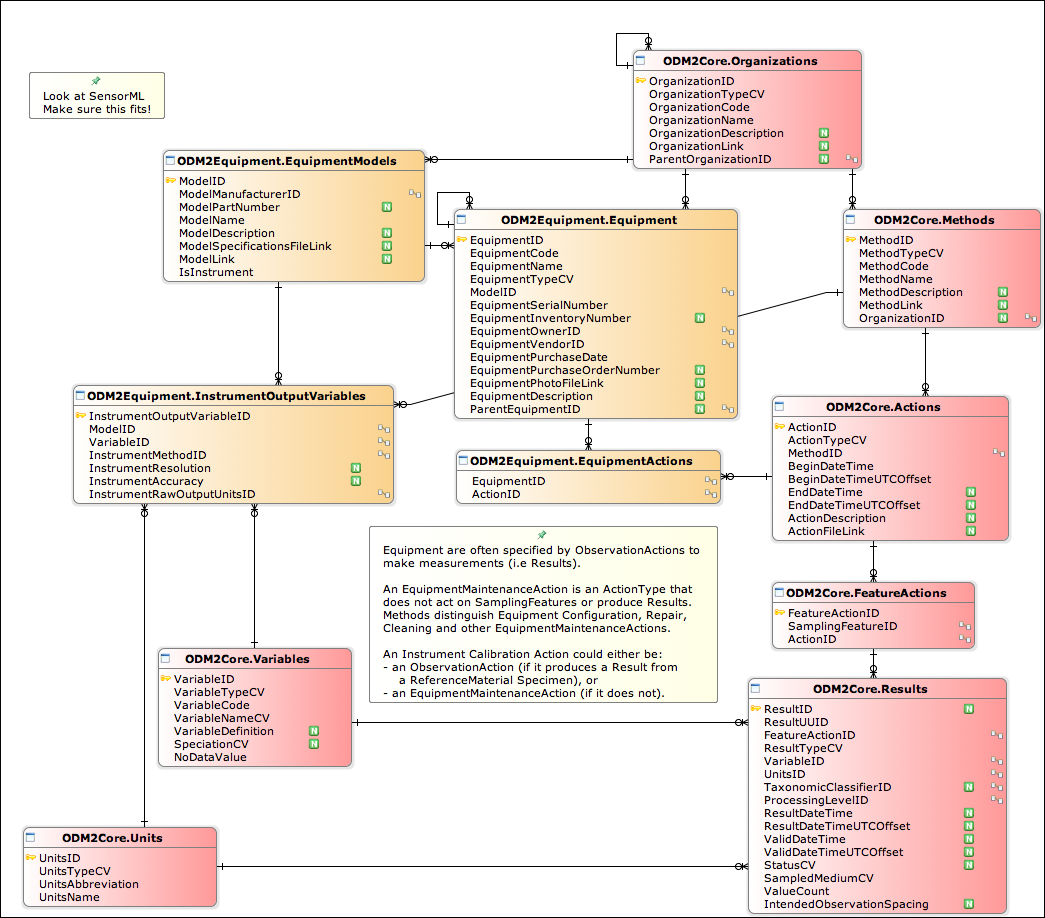 ODM2Core.Organizations
OrganizationID
OrganizationTypeCV
OrganizationCode
OrganizationName
OrganizationDescription N
OrganizationLink N
ParentOrganizationID N
Look at SensorML
Make sure this fits!
ODM2Equipment.EquipmentModels
ModelID
ModelManufacturerID
ModelPartNumber N
ModelName
ModelDescription N
ModelSpecificationsFileLink N
ModelLink N
IsInstrument
ODM2Equipment.Equipment
EquipmentID
EquipmentCode
EquipmentName
EquipmentTypeCV
ModelID
EquipmentSerialNumber
EquipmentInventoryNumber N
EquipmentOwnerID
EquipmentVendorID
EquipmentPurchaseDate
EquipmentPurchaseOrderNumber N
EquipmentPhotoFileLink N
EquipmentDescription N
ParentEquipmentID N
ODM2Core.Methods
MethodID
MethodTypeCV
MethodCode
MethodName
MethodDescription N
MethodLink N
OrganizationID N
ODM2Equipment.InstrumentOutputVariables
InstrumentOutputVariableID
ModelID
VariableID
InstrumentMethodID
InstrumentResolution N
InstrumentAccuracy N
InstrumentRawOutputUnitsID
ODM2Equipment.EquipmentActions
EquipmentID
ActionID
ODM2Core.Actions
ActionID
ActionTypeCV
MethodID
BeginDateTime
BeginDateTimeUTCOffset
EndDateTime N
EndDateTimeUTCOffset N
ActionDescription N
ActionFileLink N
Equipment are often specified by ObservationActions to
make measurements (i.e Results).
An EquipmentMaintenanceAction is an ActionType that
does not act on SamplingFeatures or produce Results.
Methods distinguish Equipment Configuration, Repair,
Cleaning and other EquipmentMaintenanceActions.
An Instrument Calibration Action could either be:
- an ObservationAction (if it produces a Result from
a ReferenceMaterial Specimen), or
- an EquipmentMaintenanceAction (if it does not).
ODM2Core.FeatureActions
FeatureActionID
SamplingFeatureID
ActionID
ODM2Core.Variables
VariableID
VariableTypeCV
VariableCode
VariableNameCV
VariableDefinition N
SpeciationCV N
NoDataValue
ODM2Core.Results
ResultID N
ResultUUID
FeatureActionID
ResultTypeCV
VariableID
UnitsID
TaxonomicClassifierID N
ProcessingLevelID
ResultDateTime N
ResultDateTimeUTCOffset N
ValidDateTime N
ValidDateTimeUTCOffset N
StatusCV N
SampledMediumCV
ValueCount
IntendedObservationSpacing N
ODM2Core.Units
UnitsID
UnitsTypeCV
UnitsAbbreviation
UnitsName